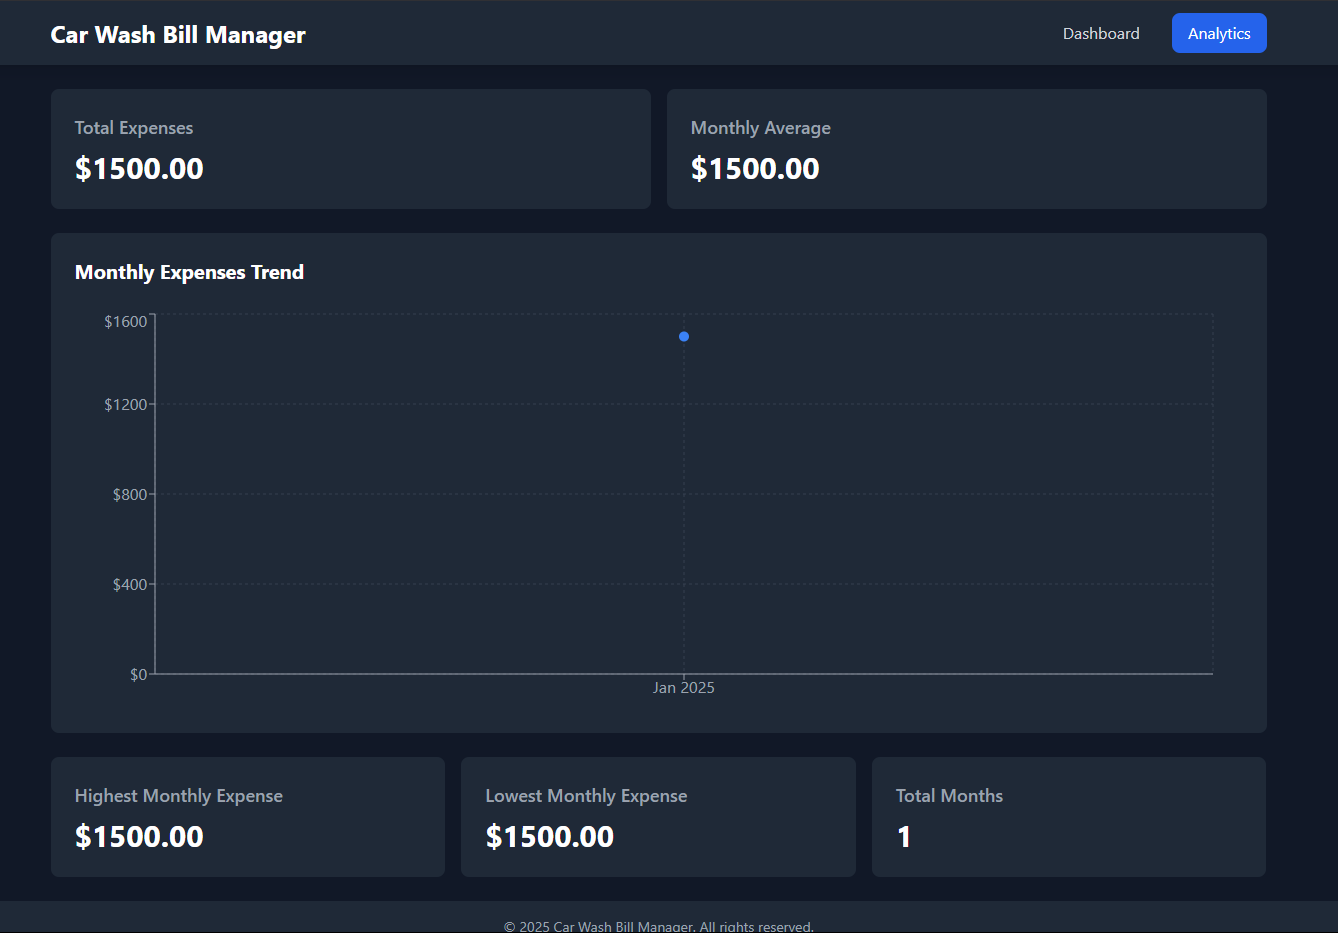 Car Wash Bill Manager
Dashboard
Analytics
Total Expenses
$1500.00
Monthly Average
$1500.00
Monthly Expenses Trend
$1600
$1200
$800
$400
$0
Jan 2025
Highest Monthly Expense
$1500.00
Lowest Monthly Expense
$1500.00
Total Months
1
© 2025 Car Wash Bill Manager. All rights reserved.